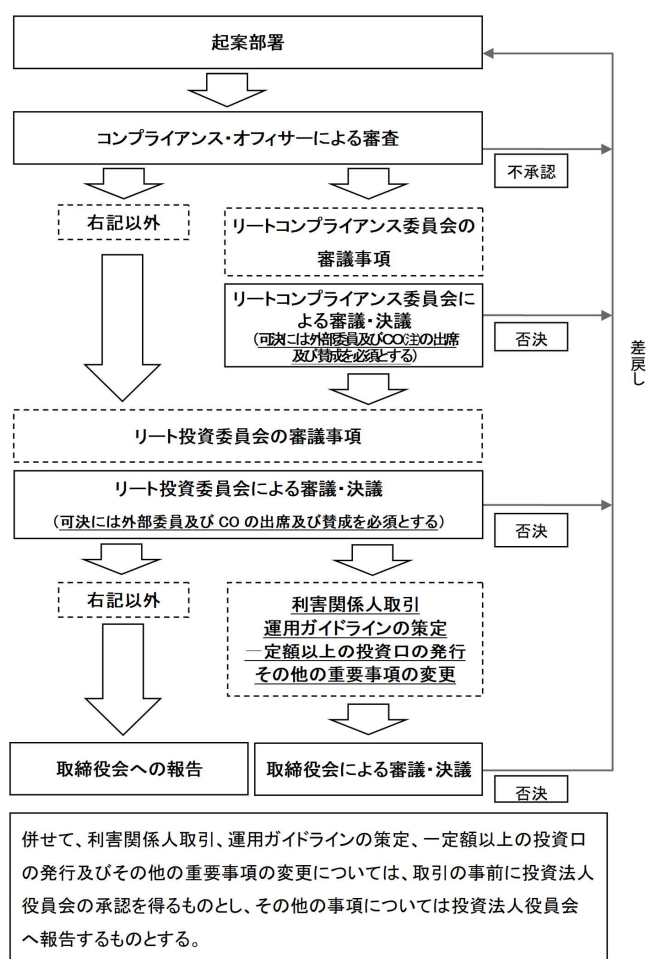 起案部署
コンプライアンス・オフィサーによる審査
不承認
右記以外
リートコンプライアンス委員会の
審議事項
リートコンプライアンス委員会に
よる審議・決議
(可決には外部委員及びCO(注)の出席
及び賛成を必須とする)
否決
差戻し
リート投資委員会の審議事項
リート投資委員会による審議・決議
(可決には外部委員及び CO の出席及び賛成を必須とする)
否決
右記以外
利害関係人取引
運用ガイドラインの策定
一定額以上の投資口の発行
その他の重要事項の変更
取締役会への報告
取締役会による審議・決議
否決
併せて、利害関係人取引、運用ガイドラインの策定、一定額以上の投資口
の発行及びその他の重要事項の変更については、取引の事前に投資法人
役員会の承認を得るものとし、その他の事項については投資法人役員会
へ報告するものとする。